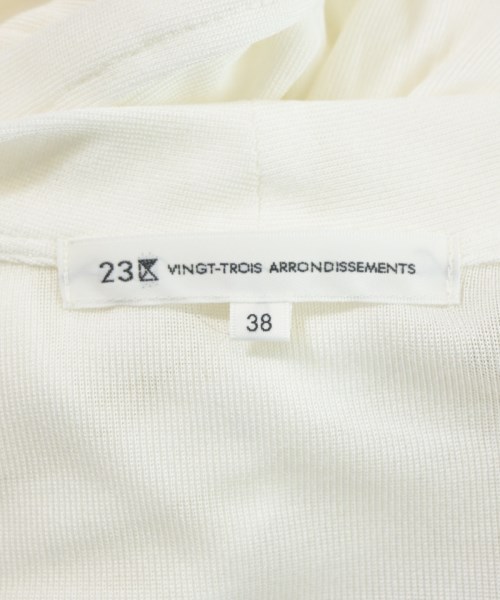 23区 VINGT-TROIS ARRONDISSEMENTS
38